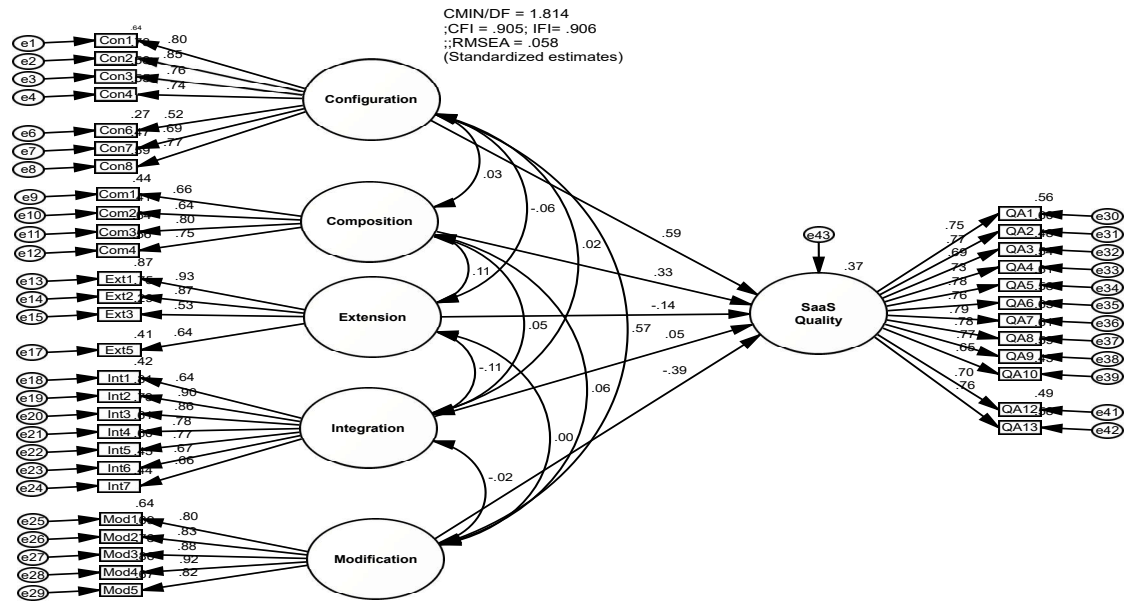 CMIN/DF = 1.814
;CFI = .905; IFI= .906
;;RMSEA = .058
(Standardized estimates)
.64
e1 Con1 .80
e2 Con2 .85
e3 Con3 .76
e4 Con4 .74
.27 .52
e6 Con6 .69
e7 Con7 .77
e8 Con8
Configuration
.44
e9 Com1 .66
e10 Com2 .64
e11 Com3 .80
e12 Com4 .75
Composition
.87
e13 Ext1 .93
e14 Ext2 .87
e15 Ext3 .53
.41 .64
e17 Ext5
Extension
.42
e18 Int1 .64
e19 Int2 .90
e20 Int3 .86
e21 Int4 .78
e22 Int5 .77
e23 Int6 .67
e24 Int7 .06
Integration
.64
e25 Mod1 .80
e26 Mod2 .83
e27 Mod3 .88
e28 Mod4 .92
e29 Mod5 .82
Modification
.03
-.06
.02
.57
.11
.05
.06
-.11
.00
-.02
.59
.33
-.14
.05
-.39
e43
.37
SaaS
Quality
.56
.75 QA1 e30
.77 QA2 e31
.69 QA3 e32
.73 QA4 e33
.78 QA5 e34
.76 QA6 e35
.79 QA7 e36
.78 QA8 e37
.77 QA9 e38
.65 QA10 e39
.49
.70 QA12 e41
.76 QA13 e42